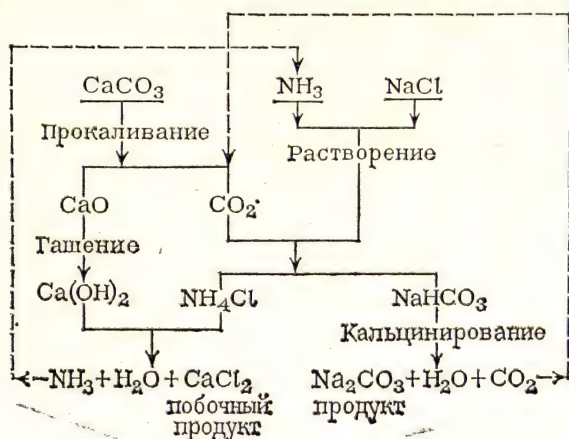 CaCO₃ NH₃ NaCl
Прокаливание
Растворение
CaO CO₂
Гашение
Ca(OH)₂ NH₄Cl NaHCO₃
Кальцинирование
NH₃+H₂O+CaCl₂ Na₂CO₃+H₂O+CO₂
побочный продукт
продукт